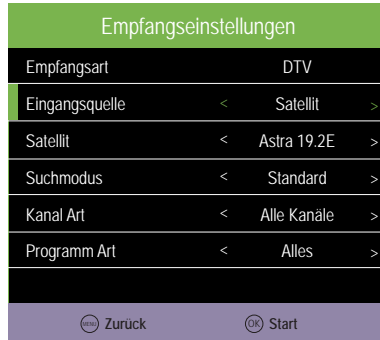 Empfangseinstellungen
Empfangsart DTV
Eingangsquelle < Satellit >
Satellit < Astra 19.2E >
Suchmodus < Standard >
Kanal Art < Alle Kanäle >
Programm Art < Alles >
MENU Zurück OK Start